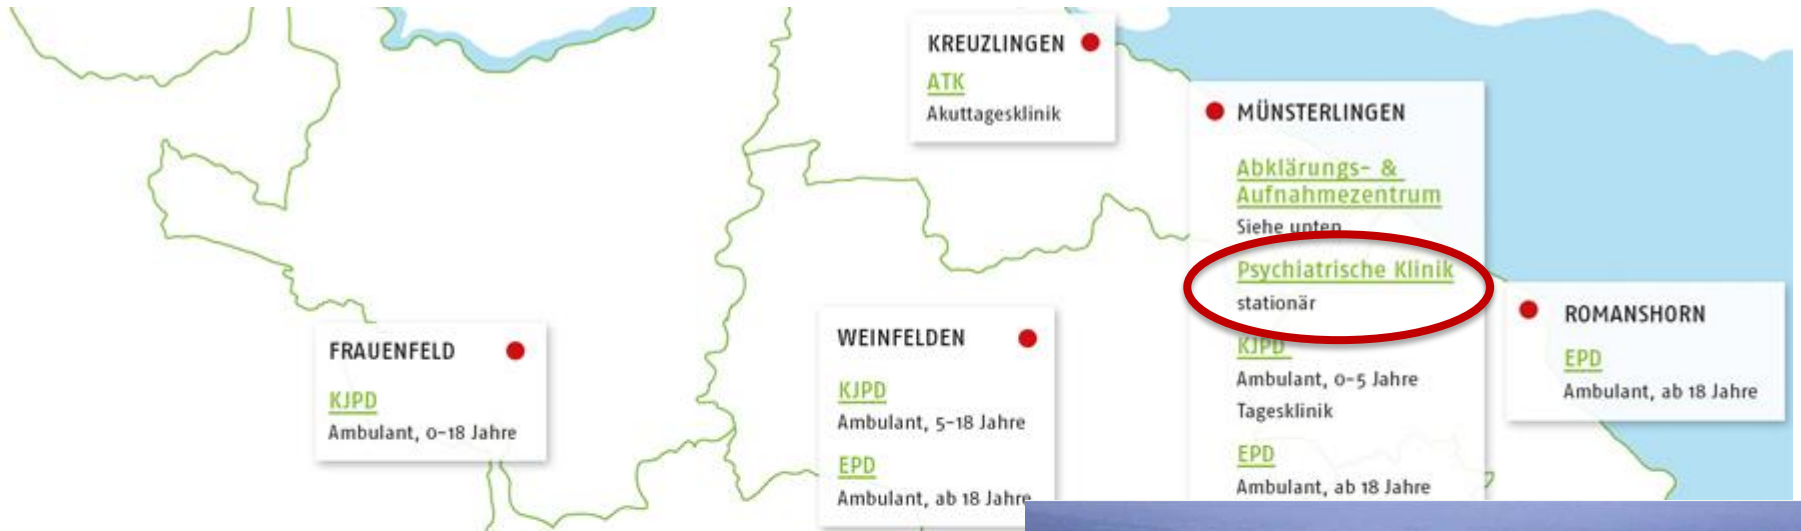 KREUZLINGEN
ATK
Akuttagesklinik
MÜNSTERLINGEN
Abklärungs- &
Aufnahmezentrum
Siehe unten
Psychiatrische Klinik
stationär
KJPD
Ambulant, 0-5 Jahre
Tagesklinik
EPD
Ambulant, ab 18 Jahre
ROMANSHORN
EPD
Ambulant, ab 18 Jahre
FRAUENFELD
KJPD
Ambulant, 0-18 Jahre
WEINFELDEN
KJPD
Ambulant, 5-18 Jahre
EPD
Ambulant, ab 18 Jahre